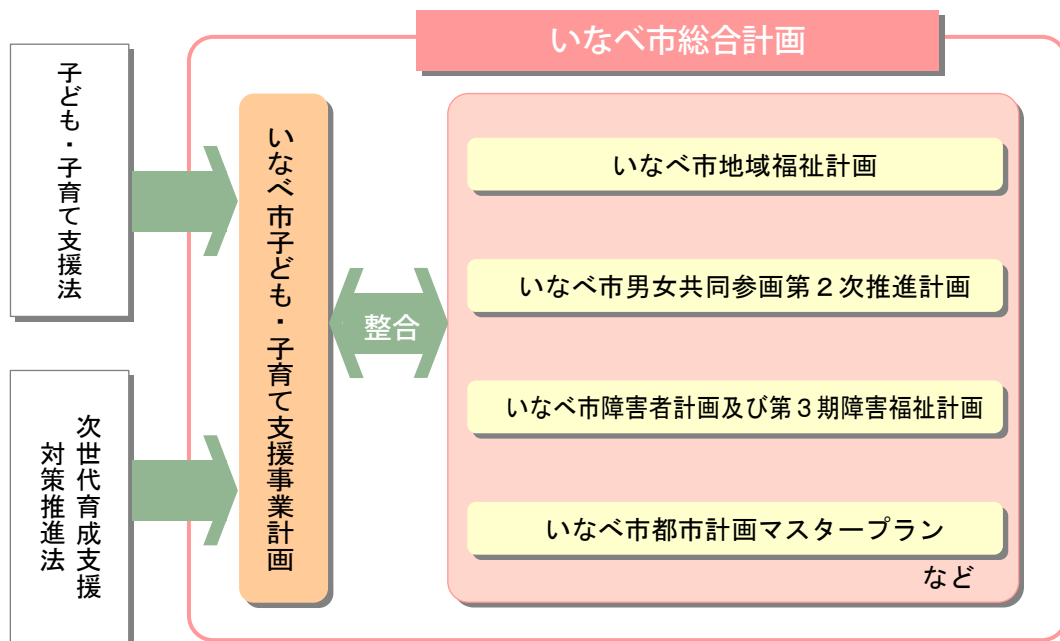 いなべ市総合計画
子ども・子育て支援法
次世代育成支援
対策推進法
いなべ市子ども・子育て支援事業計画
整合
いなべ市地域福祉計画
いなべ市男女共同参画第２次推進計画
いなべ市障害者計画及び第３期障害福祉計画
いなべ市都市計画マスタープラン
など